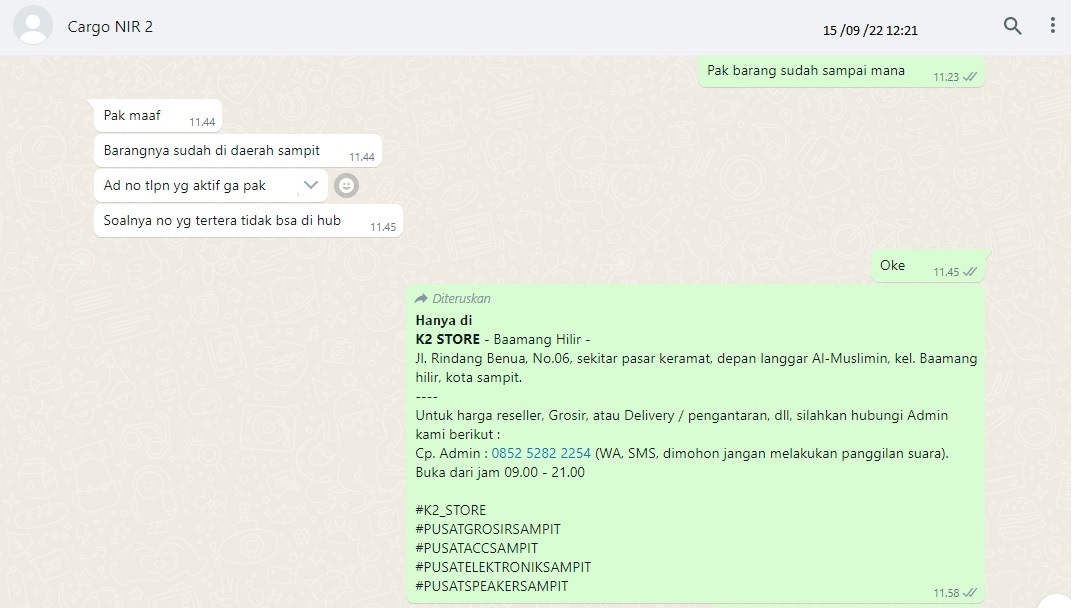 Cargo NIR 2
15 /09 /22 12:21
Pak barang sudah sampai mana
11.23
Pak maaf
11.44
Barangnya sudah di daerah sampit
11.44
Ad no tlpn yg aktif ga pak
Soalnya no yg tertera tidak bsa di hub
11.45
Oke
11.45
Diteruskan
Hanya di
K2 STORE - Baamang Hilir -
Jl. Rindang Benua, No.06, sekitar pasar keramat, depan langgar Al-Muslimin, kel. Baamang
hilir, kota sampit.
----
Untuk harga reseller, Grosir, atau Delivery / pengantaran, dll, silahkan hubungi Admin
kami berikut :
Cp. Admin : 0852 5282 2254 (WA, SMS, dimohon jangan melakukan panggilan suara).
Buka dari jam 09.00 - 21.00
#K2_STORE
#PUSATGROSIRSAMPIT
#PUSATACCSAMPIT
#PUSATELEKTRONIKSAMPIT
#PUSATSPEAKERSAMPIT
11.58